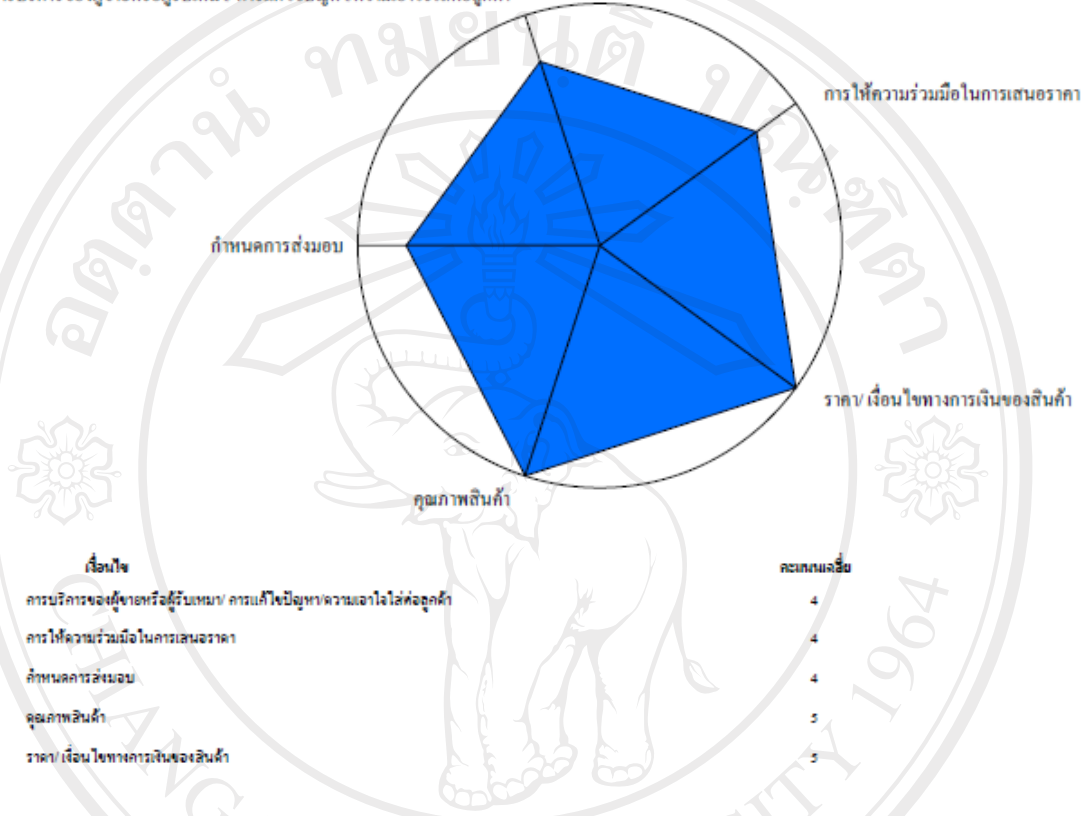 การให้ความร่วมมือในการเสนอราคา
กำหนดการส่งมอบ
ราคา/ เงื่อนไขทางการเงินของสินค้า
คุณภาพสินค้า
เงื่อนไข คะแนนเฉลี่ย
การบริการของผู้ขายหรือผู้รับเหมา/ การแก้ไขปัญหา/ความเอาใจใส่ต่อลูกค้า 4
การให้ความร่วมมือในการเสนอราคา 4
กำหนดการส่งมอบ 4
คุณภาพสินค้า 5
ราคา/ เงื่อนไขทางการเงินของสินค้า 5